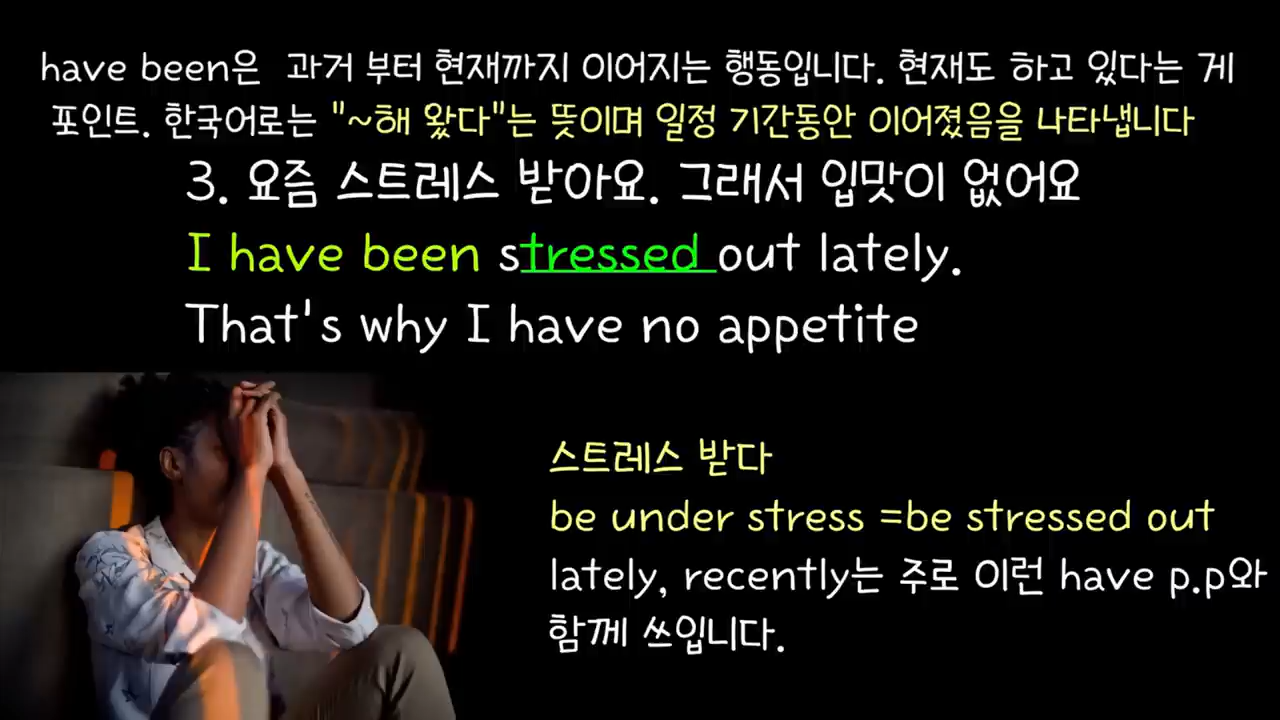 have been은 과거 부터 현재까지 이어지는 행동입니다. 현재도 하고 있다는 게
포인트. 한국어로는 "~해 왔다"는 뜻이며 일정 기간동안 이어졌음을 나타냅니다
3. 요즘 스트레스 받아요. 그래서 입맛이 없어요
I have been stressed out lately.
That's why I have no appetite
스트레스 받다
be under stress =be stressed out
lately, recently는 주로 이런 have p.p와
함께 쓰입니다.